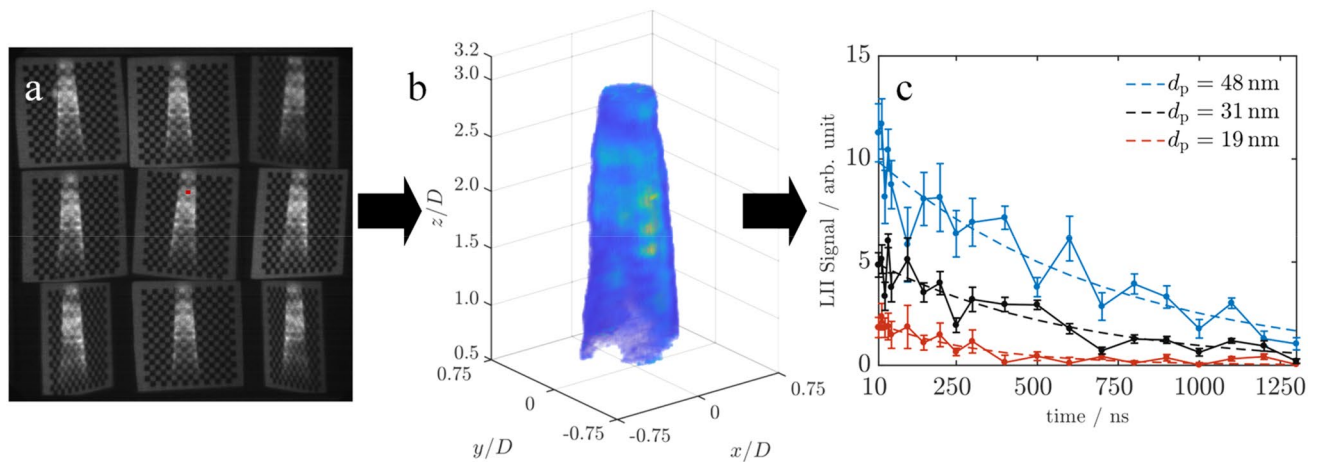 a
b
3.2
3.0
2.5
2.0
1.5
1.0
0.5
z/D
0.75
0
-0.75
y/D
-0.75
0
0.75
x/D
c
15
10
5
0
LII Signal / arb. unit
d_p = 48 nm
d_p = 31 nm
d_p = 19 nm
10 250 500 750 1000 1250
time / ns